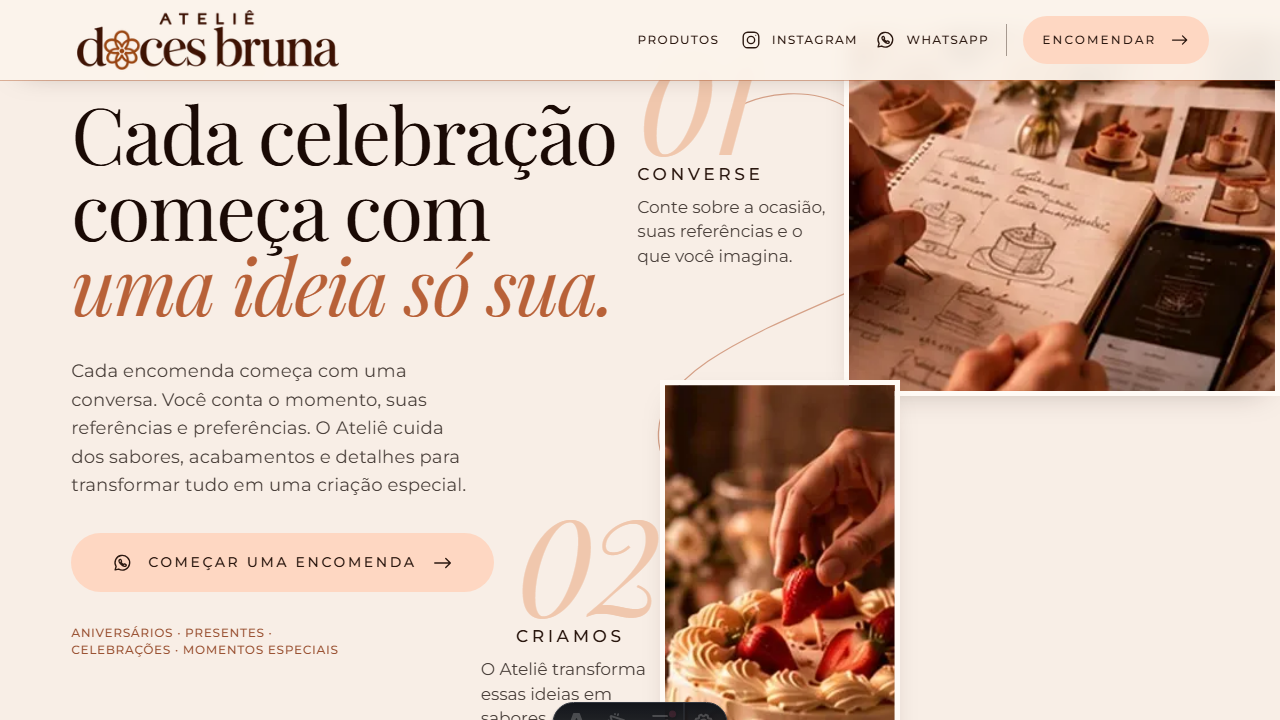 ATELIÊ
doces bruna
PRODUTOS
INSTAGRAM
WHATSAPP
ENCOMENDAR
Cada celebração
começa com
uma ideia só sua.
Cada encomenda começa com uma
conversa. Você conta o momento, suas
referências e preferências. O Ateliê cuida
dos sabores, acabamentos e detalhes para
transformar tudo em uma criação especial.
COMEÇAR UMA ENCOMENDA
ANIVERSÁRIOS · PRESENTES ·
CELEBRAÇÕES · MOMENTOS ESPECIAIS
01
CONVERSE
Conte sobre a ocasião,
suas referências e o
que você imagina.
02
CRIAMOS
O Ateliê transforma
essas ideias em
sabores